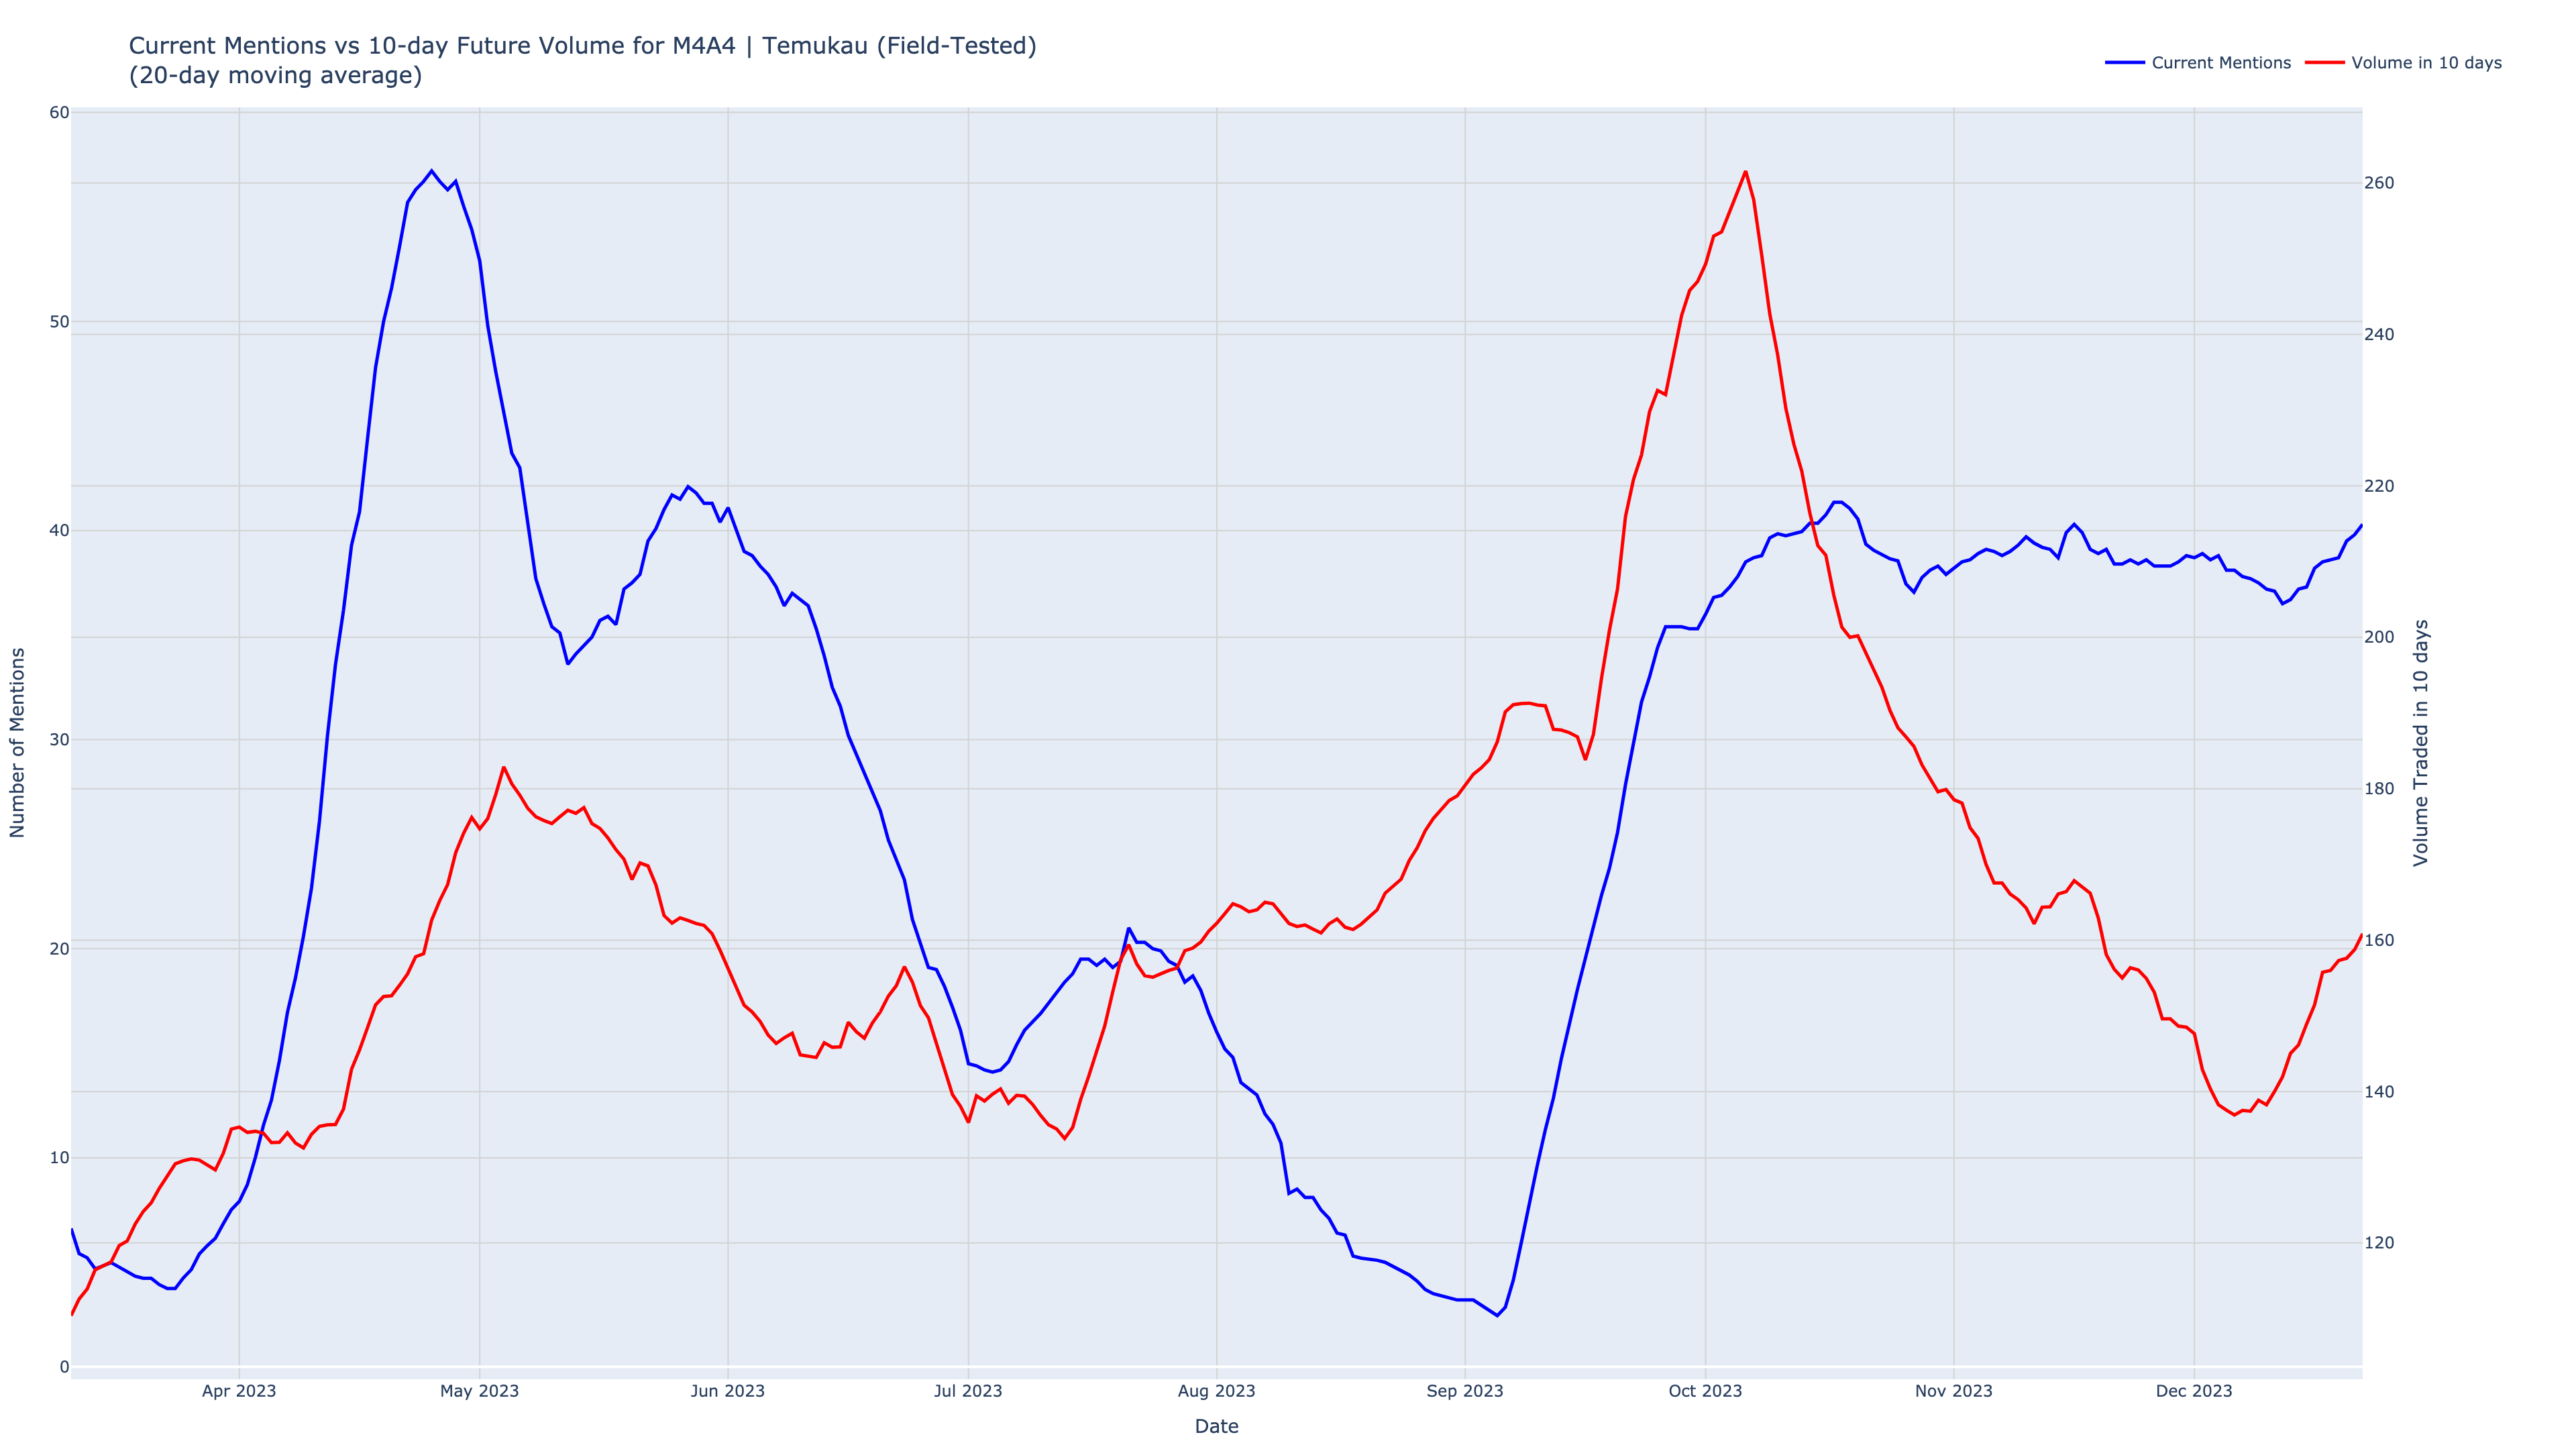 Current Mentions vs 10-day Future Volume for M4A4 | Temukau (Field-Tested)
(20-day moving average)
Current Mentions
Volume in 10 days
60
50
40
30
20
10
0
Number of Mentions
260
240
220
200
180
160
140
120
Volume Traded in 10 days
Apr 2023
May 2023
Jun 2023
Jul 2023
Aug 2023
Sep 2023
Oct 2023
Nov 2023
Dec 2023
Date